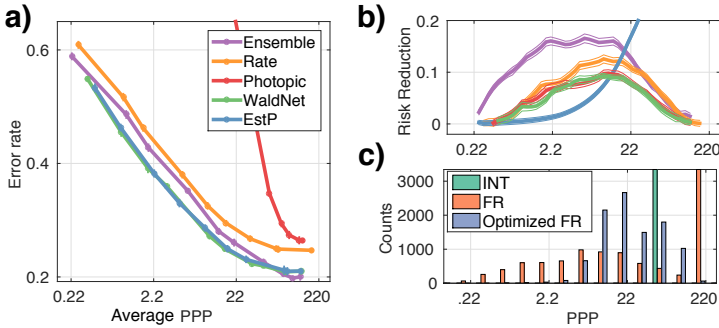 a)
Error rate
0.6
0.4
0.2
Ensemble
Rate
Photopic
WaldNet
EstP
0.22
2.2
22
220
Average PPP
b)
Risk Reduction
0.2
0.1
0
0.22
2.2
22
220
c)
Counts
3000
2000
1000
0
INT
FR
Optimized FR
.22
2.2
22
220
PPP